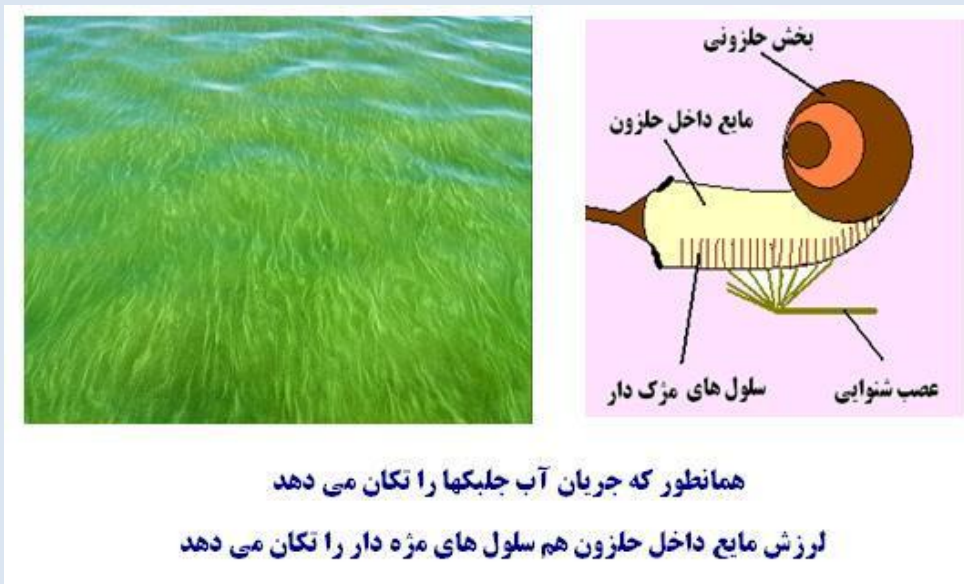 بخش حلزونی
مایع داخل حلزون
سلول های مژک دار
عصب شنوایی
همانطور که جریان آب جلبکها را تکان می دهد
لرزش مایع داخل حلزون هم سلول های مژه دار را تکان می دهد